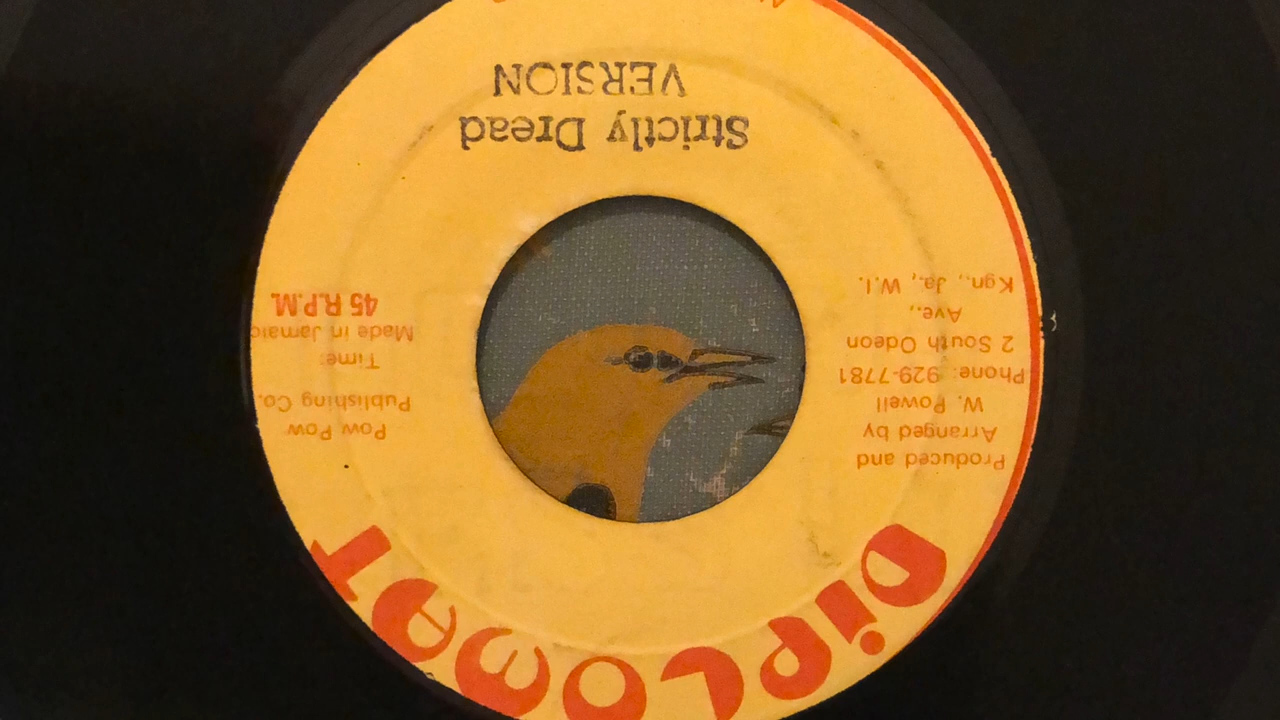 DIPLOMAT
Produced and
Arranged by
W. Powell
Phone: 929-7781
2 South Odeon
Ave.,
Kgn., Ja., W.I.
Pow Pow
Publishing Co.
Time:
Made in Jamaic
45 R.P.M.
Strictly Dread
VERSION